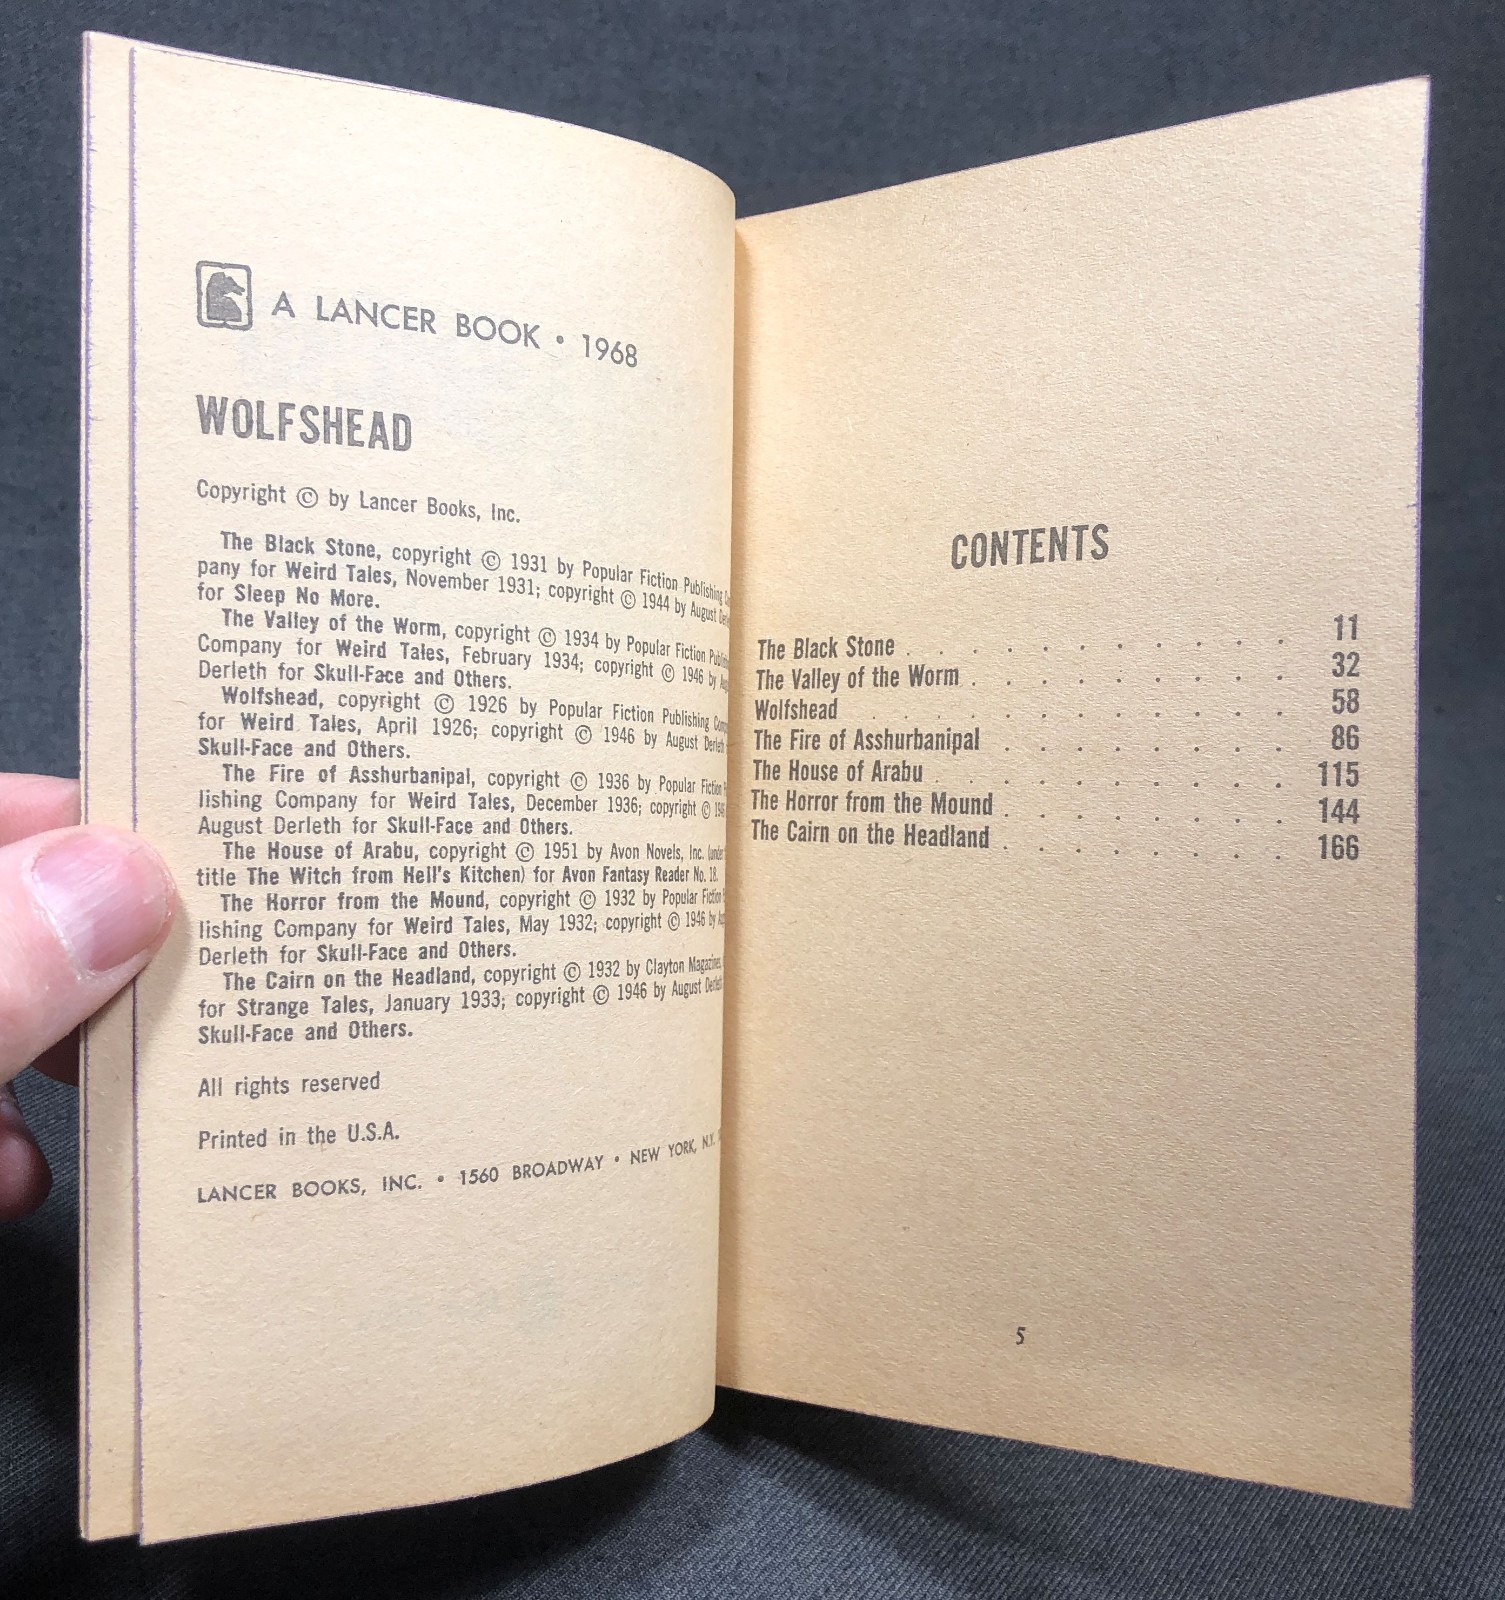 A LANCER BOOK • 1968
WOLFSHEAD
Copyright © by Lancer Books, Inc.
The Black Stone, copyright © 1931 by Popular Fiction Publishing
pany for Weird Tales, November 1931; copyright © 1944 by August
for Sleep No More.
The Valley of the Worm, copyright © 1934 by Popular Fiction
Company for Weird Tales, February 1934; copyright © 1946 by
Derleth for Skull-Face and Others.
Wolfshead, copyright © 1926 by Popular Fiction Publishing
for Weird Tales, April 1926; copyright © 1946 by August Derleth
Skull-Face and Others.
The Fire of Asshurbanipal, copyright © 1936 by Popular Fiction
lishing Company for Weird Tales, December 1936; copyright ©
August Derleth for Skull-Face and Others.
The House of Arabu, copyright © 1951 by Avon Novels, Inc. (under
title The Witch from Hell's Kitchen) for Avon Fantasy Reader No. 18.
The Horror from the Mound, copyright © 1932 by Popular Fiction
lishing Company for Weird Tales, May 1932; copyright © 1946 by
Derleth for Skull-Face and Others.
The Cairn on the Headland, copyright © 1932 by Clayton Magazines,
for Strange Tales, January 1933; copyright © 1946 by August Derleth
Skull-Face and Others.
All rights reserved
Printed in the U.S.A.
LANCER BOOKS, INC. • 1560 BROADWAY • NEW YORK, N.Y.
CONTENTS
The Black Stone . . . . . . . . . . 11
The Valley of the Worm . . . . . . . . 32
Wolfshead . . . . . . . . . . . 58
The Fire of Asshurbanipal . . . . . . . . 86
The House of Arabu . . . . . . . . . 115
The Horror from the Mound . . . . . . . . 144
The Cairn on the Headland . . . . . . . . 166
5